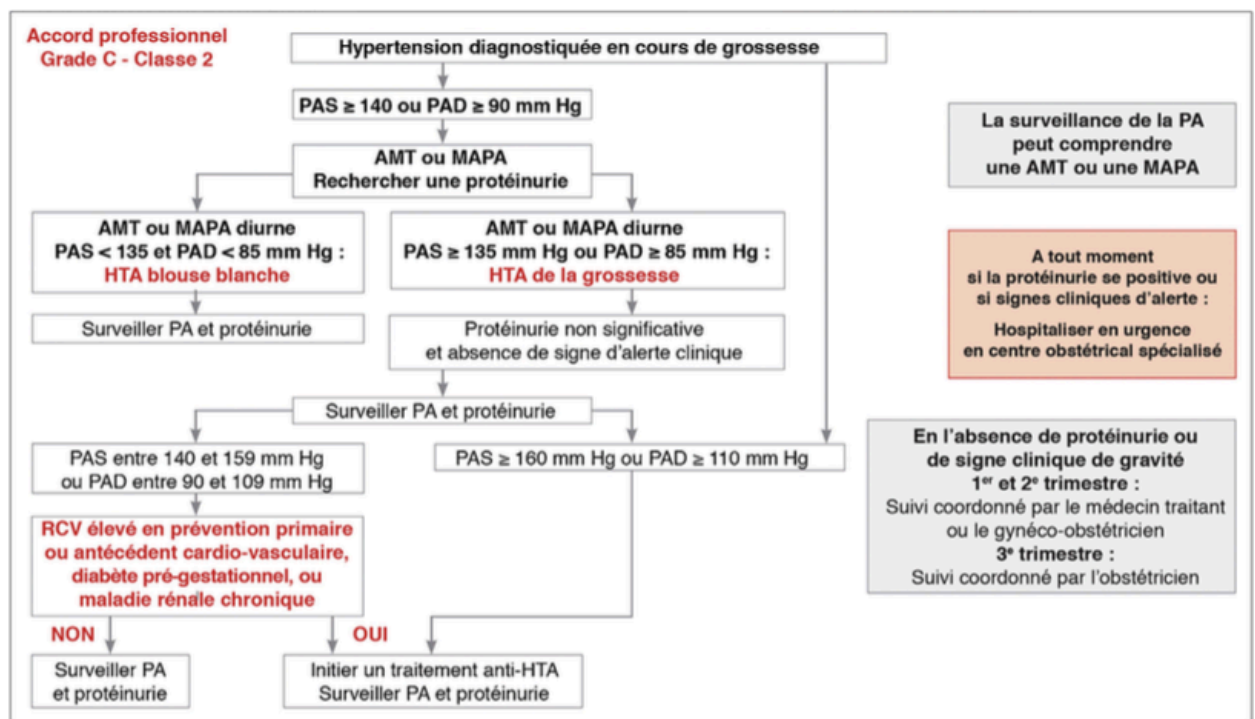 Accord professionnel
Grade C - Classe 2
Hypertension diagnostiquée en cours de grossesse
PAS ≥ 140 ou PAD ≥ 90 mm Hg
AMT ou MAPA
Rechercher une protéinurie
AMT ou MAPA diurne
PAS < 135 et PAD < 85 mm Hg :
HTA blouse blanche
AMT ou MAPA diurne
PAS ≥ 135 mm Hg ou PAD ≥ 85 mm Hg :
HTA de la grossesse
Surveiller PA et protéinurie
Protéinurie non significative
et absence de signe d'alerte clinique
Surveiller PA et protéinurie
PAS entre 140 et 159 mm Hg
ou PAD entre 90 et 109 mm Hg
PAS ≥ 160 mm Hg ou PAD ≥ 110 mm Hg
RCV élevé en prévention primaire
ou antécédent cardio-vasculaire,
diabète pré-gestationnel, ou
maladie rénale chronique
NON
OUI
Surveiller PA
et protéinurie
Initier un traitement anti-HTA
Surveiller PA et protéinurie
La surveillance de la PA
peut comprendre
une AMT ou une MAPA
A tout moment
si la protéinurie se positive ou
si signes cliniques d'alerte :
Hospitaliser en urgence
en centre obstétrical spécialisé
En l'absence de protéinurie ou
de signe clinique de gravité
1er et 2e trimestre :
Suivi coordonné par le médecin traitant
ou le gynéco-obstétricien
3e trimestre :
Suivi coordonné par l'obstétricien